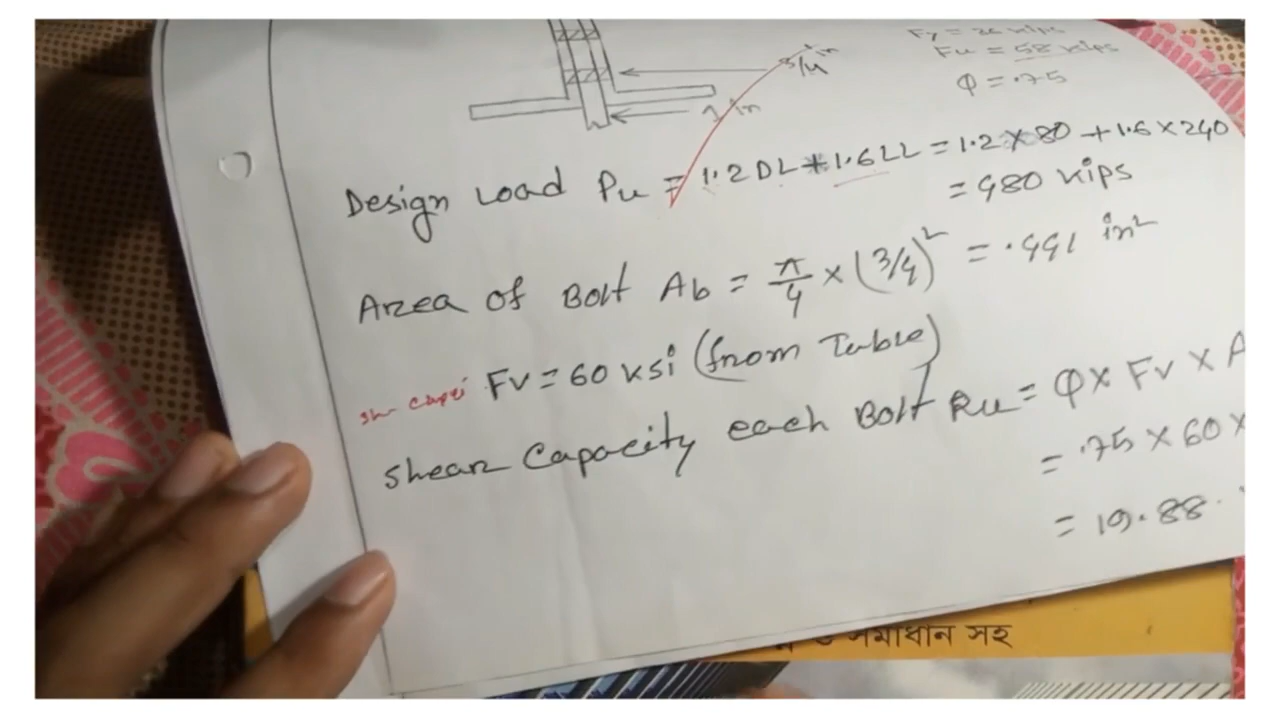 3/4 in
1 in
Fy = 36 kips
Fu = 58 kips
φ = .75
Design Load Pu = 1.2DL+1.6LL = 1.2×80 + 1.6×240
= 480 kips
Area of Bolt Ab = π/4 × (3/4)² = .441 in²
Fv = 60 ksi (from Table)
Shear Capacity each Bolt Ru = φ× Fv × A
= .75 × 60 ×
= 19.88
সমাধান সহ